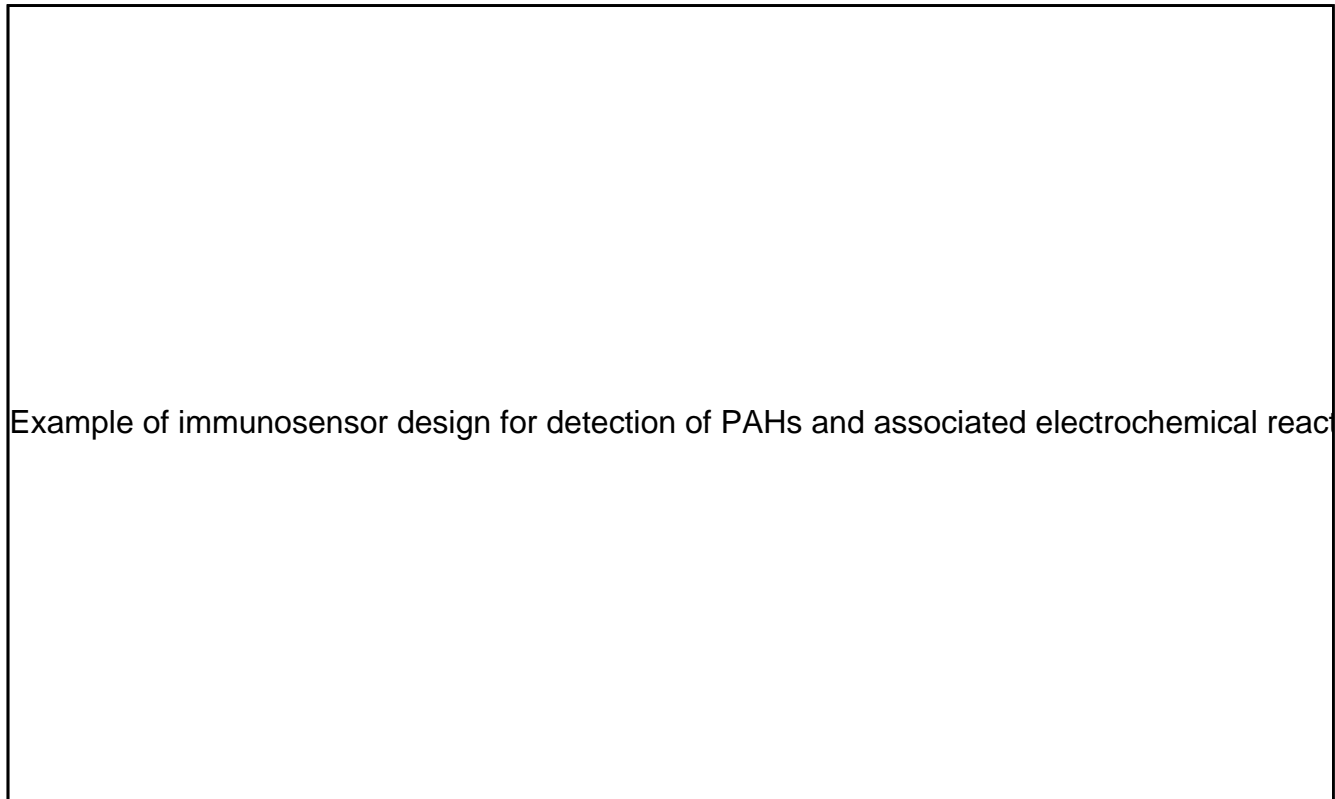 Example of immunosensor design for detection of PAHs and associated electrochemical react